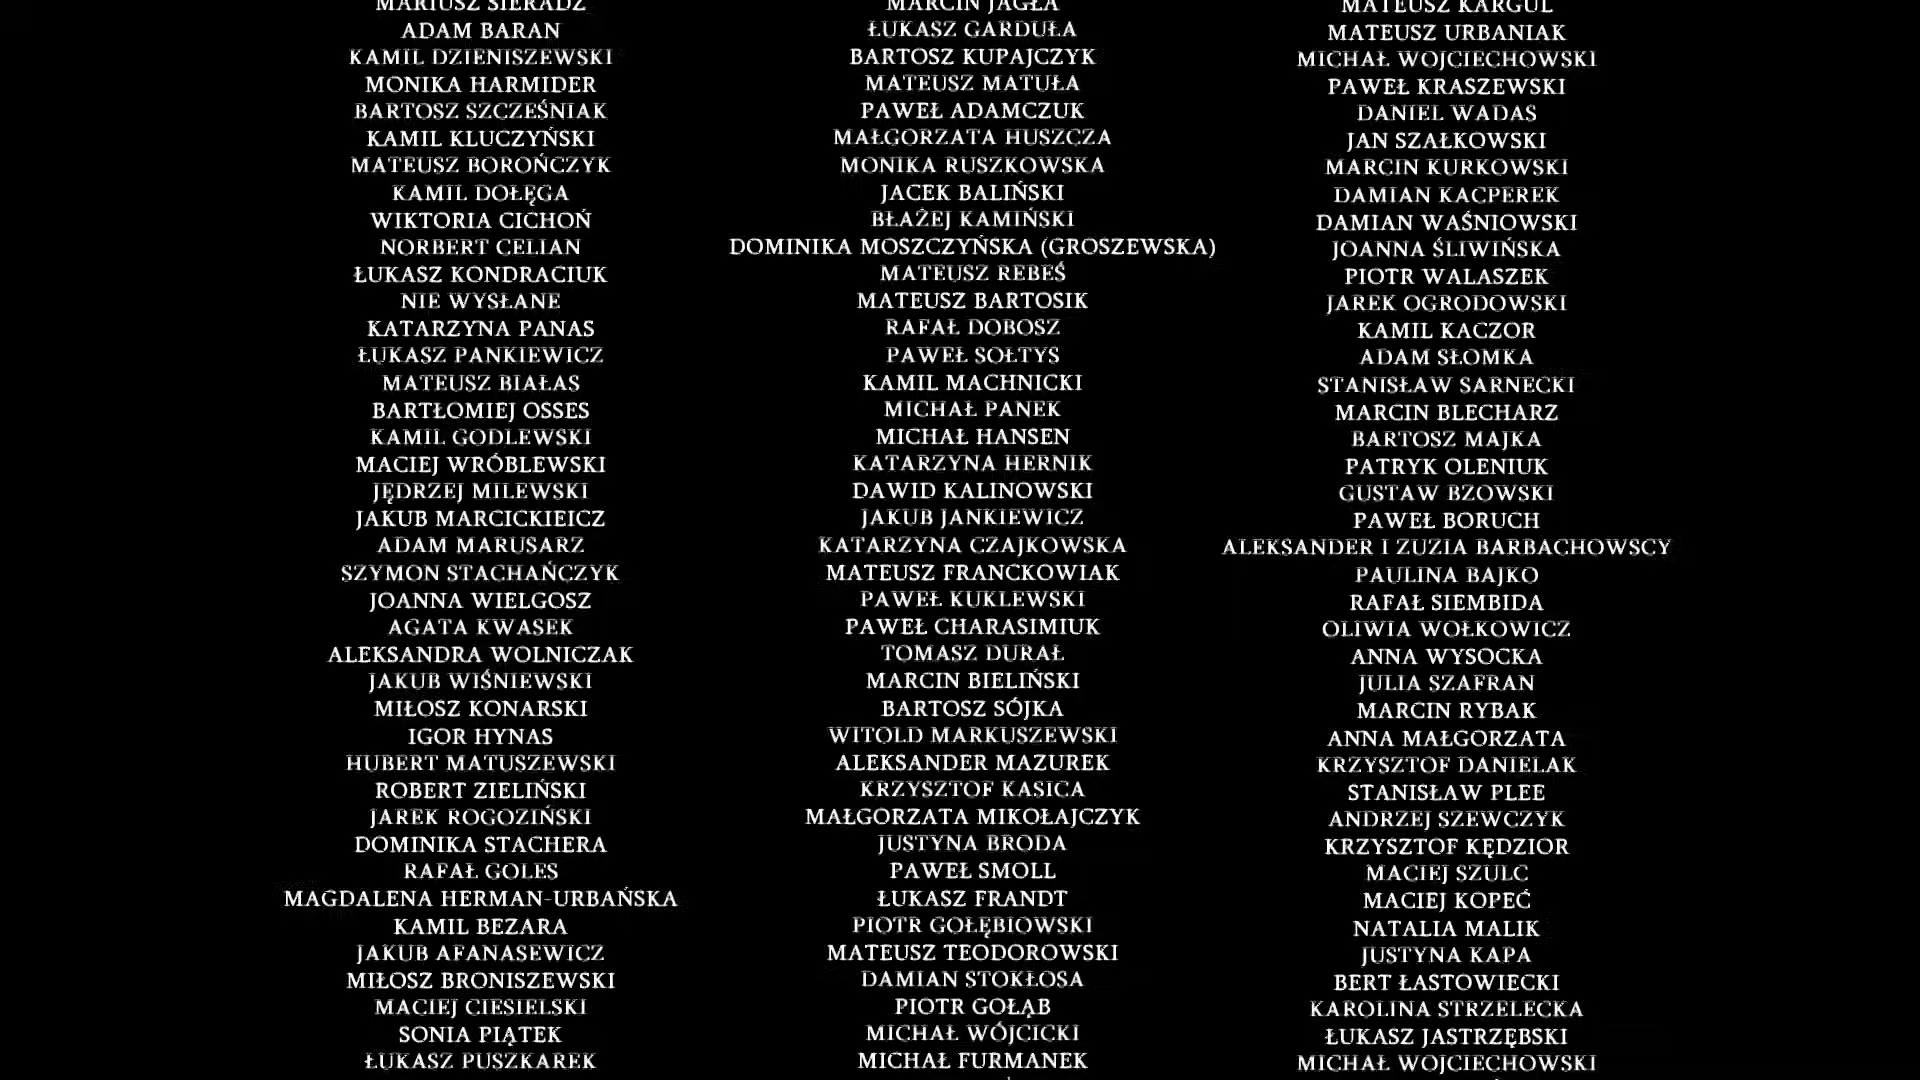 MARIUSZ SIERADZ
ADAM BARAN
KAMIL DZIENISZEWSKI
MONIKA HARMIDER
BARTOSZ SZCZEŚNIAK
KAMIL KLUCZYŃSKI
MATEUSZ BOROŃCZYK
KAMIL DOŁĘGA
WIKTORIA CICHOŃ
NORBERT CELIAN
ŁUKASZ KONDRACIUK
NIE WYSŁANE
KATARZYNA PANAS
ŁUKASZ PANKIEWICZ
MATEUSZ BIAŁAS
BARTŁOMIEJ OSSES
KAMIL GODLEWSKI
MACIEJ WRÓBLEWSKI
JĘDRZEJ MILEWSKI
JAKUB MARCICKIEICZ
ADAM MARUSARZ
SZYMON STACHAŃCZYK
JOANNA WIELGOSZ
AGATA KWASEK
ALEKSANDRA WOLNICZAK
JAKUB WIŚNIEWSKI
MIŁOSZ KONARSKI
IGOR HYNAS
HUBERT MATUSZEWSKI
ROBERT ZIELIŃSKI
JAREK ROGOZIŃSKI
DOMINIKA STACHERA
RAFAŁ GOLES
MAGDALENA HERMAN-URBAŃSKA
KAMIL BEZARA
JAKUB AFANASEWICZ
MIŁOSZ BRONISZEWSKI
MACIEJ CIESIELSKI
SONIA PIĄTEK
ŁUKASZ PUSZKAREK
MARCIN JAGŁA
ŁUKASZ GARDUŁA
BARTOSZ KUPAJCZYK
MATEUSZ MATUŁA
PAWEŁ ADAMCZUK
MAŁGORZATA HUSZCZA
MONIKA RUSZKOWSKA
JACEK BALIŃSKI
BŁAŻEJ KAMIŃSKI
DOMINIKA MOSZCZYŃSKA (GROSZEWSKA)
MATEUSZ REBEŚ
MATEUSZ BARTOSIK
RAFAŁ DOBOSZ
PAWEŁ SOŁTYS
KAMIL MACHNICKI
MICHAŁ PANEK
MICHAŁ HANSEN
KATARZYNA HERNIK
DAWID KALINOWSKI
JAKUB JANKIEWICZ
KATARZYNA CZAJKOWSKA
MATEUSZ FRANCKOWIAK
PAWEŁ KUKLEWSKI
PAWEŁ CHARASIMIUK
TOMASZ DURAŁ
MARCIN BIELIŃSKI
BARTOSZ SÓJKA
WITOLD MARKUSZEWSKI
ALEKSANDER MAZUREK
KRZYSZTOF KASICA
MAŁGORZATA MIKOŁAJCZYK
JUSTYNA BRODA
PAWEŁ SMOLL
ŁUKASZ FRANDT
PIOTR GOŁĘBIOWSKI
MATEUSZ TEODOROWSKI
DAMIAN STOKŁOSA
PIOTR GOŁĄB
MICHAŁ WÓJCICKI
MICHAŁ FURMANEK
MATEUSZ KARGUL
MATEUSZ URBANIAK
MICHAŁ WOJCIECHOWSKI
PAWEŁ KRASZEWSKI
DANIEL WADAS
JAN SZAŁKOWSKI
MARCIN KURKOWSKI
DAMIAN KACPEREK
DAMIAN WAŚNIOWSKI
JOANNA ŚLIWIŃSKA
PIOTR WALASZEK
JAREK OGRODOWSKI
KAMIL KACZOR
ADAM SŁOMKA
STANISŁAW SARNECKI
MARCIN BLECHARZ
BARTOSZ MAJKA
PATRYK OLENIUK
GUSTAW BZOWSKI
PAWEŁ BORUCH
ALEKSANDER I ZUZIA BARBACHOWSCY
PAULINA BAJKO
RAFAŁ SIEMBIDA
OLIWIA WOŁKOWICZ
ANNA WYSOCKA
JULIA SZAFRAN
MARCIN RYBAK
ANNA MAŁGORZATA
KRZYSZTOF DANIELAK
STANISŁAW PLEE
ANDRZEJ SZEWCZYK
KRZYSZTOF KĘDZIOR
MACIEJ SZULC
MACIEJ KOPEĆ
NATALIA MALIK
JUSTYNA KAPA
BERT ŁASTOWIECKI
KAROLINA STRZELECKA
ŁUKASZ JASTRZĘBSKI
MICHAŁ WOJCIECHOWSKI